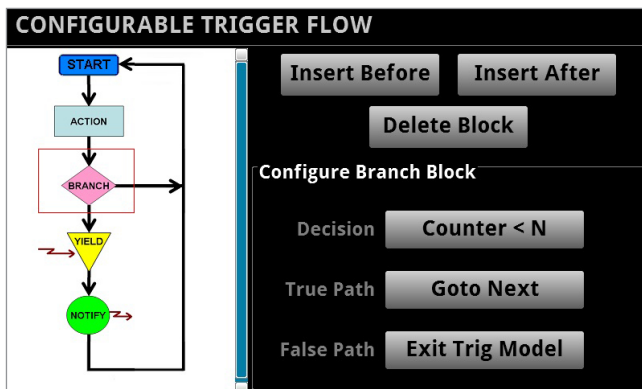 CONFIGURABLE TRIGGER FLOW
START
ACTION
BRANCH
YIELD
NOTIFY
Insert Before
Insert After
Delete Block
Configure Branch Block
Decision
Counter < N
True Path
Goto Next
False Path
Exit Trig Model